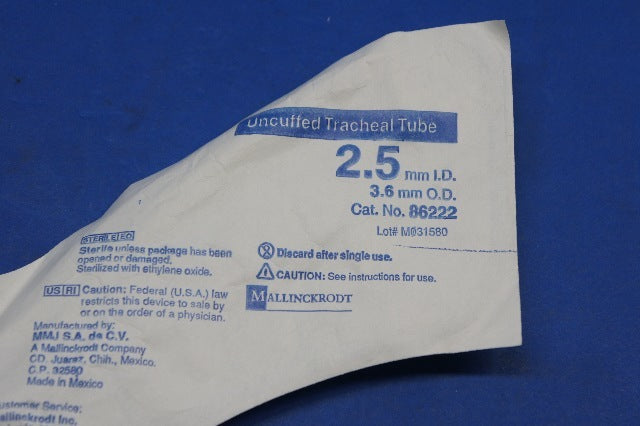 Uncuffed Tracheal Tube
2.5 mm I.D.
3.6 mm O.D.
Cat. No. 86222
Lot# M031580
STERILE EO
Sterile unless package has been
opened or damaged.
Sterilized with ethylene oxide.
Discard after single use.
CAUTION: See instructions for use.
US R Caution: Federal (U.S.A.) law
restricts this device to sale by
or on the order of a physician.
MALLINCKRODT
Manufactured by:
MMJ S.A. de C.V.
A Mallinckrodt Company
CD. Juarez, Chih., Mexico.
C.P. 32580
Made in Mexico
ustomer Service:
allinckrodt Inc.